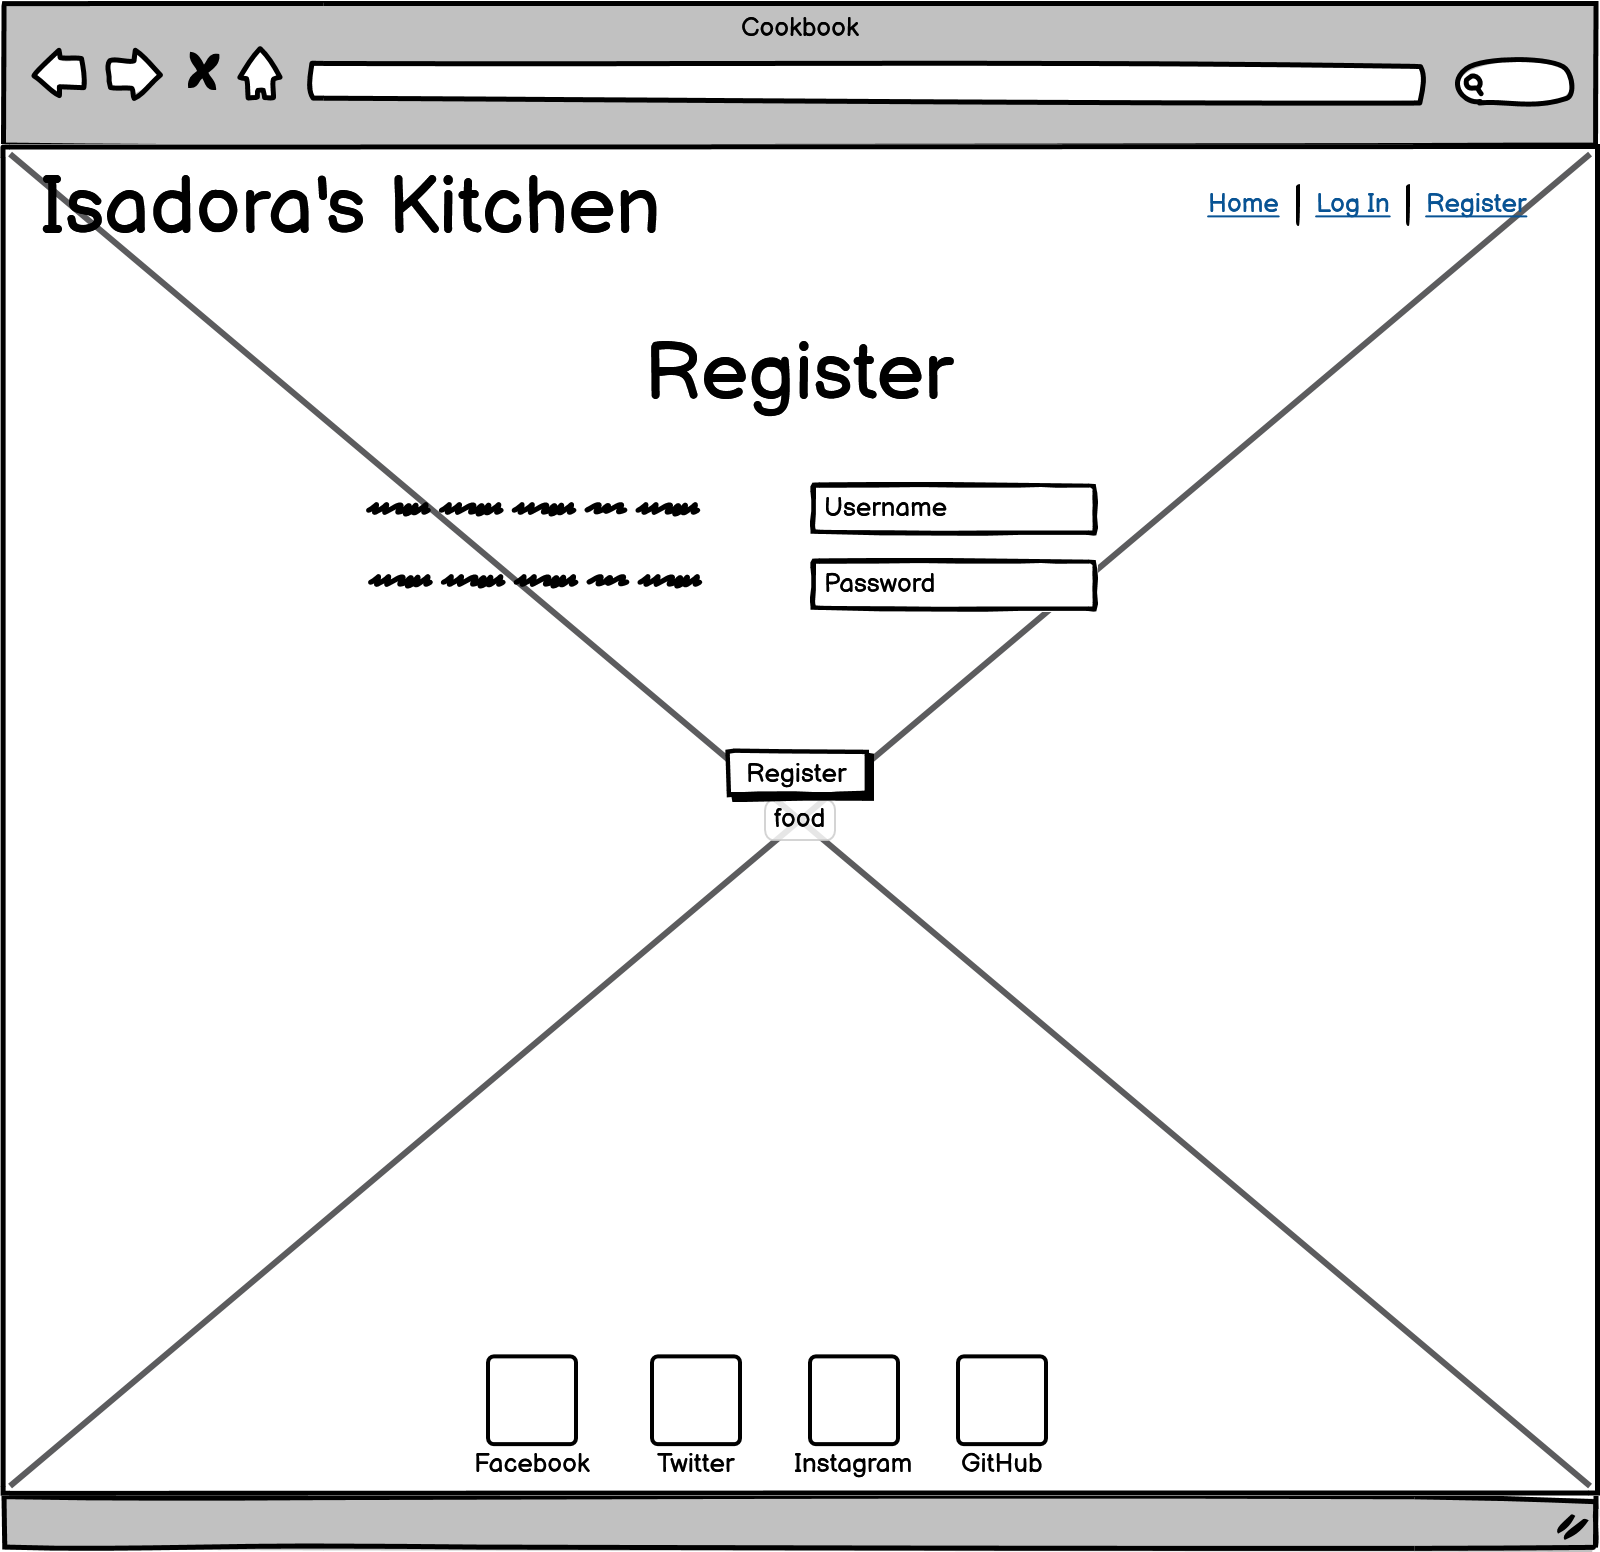 Cookbook
Isadora's Kitchen
Home | Log In | Register
Register
Username
Password
Register
food
Facebook Twitter Instagram GitHub